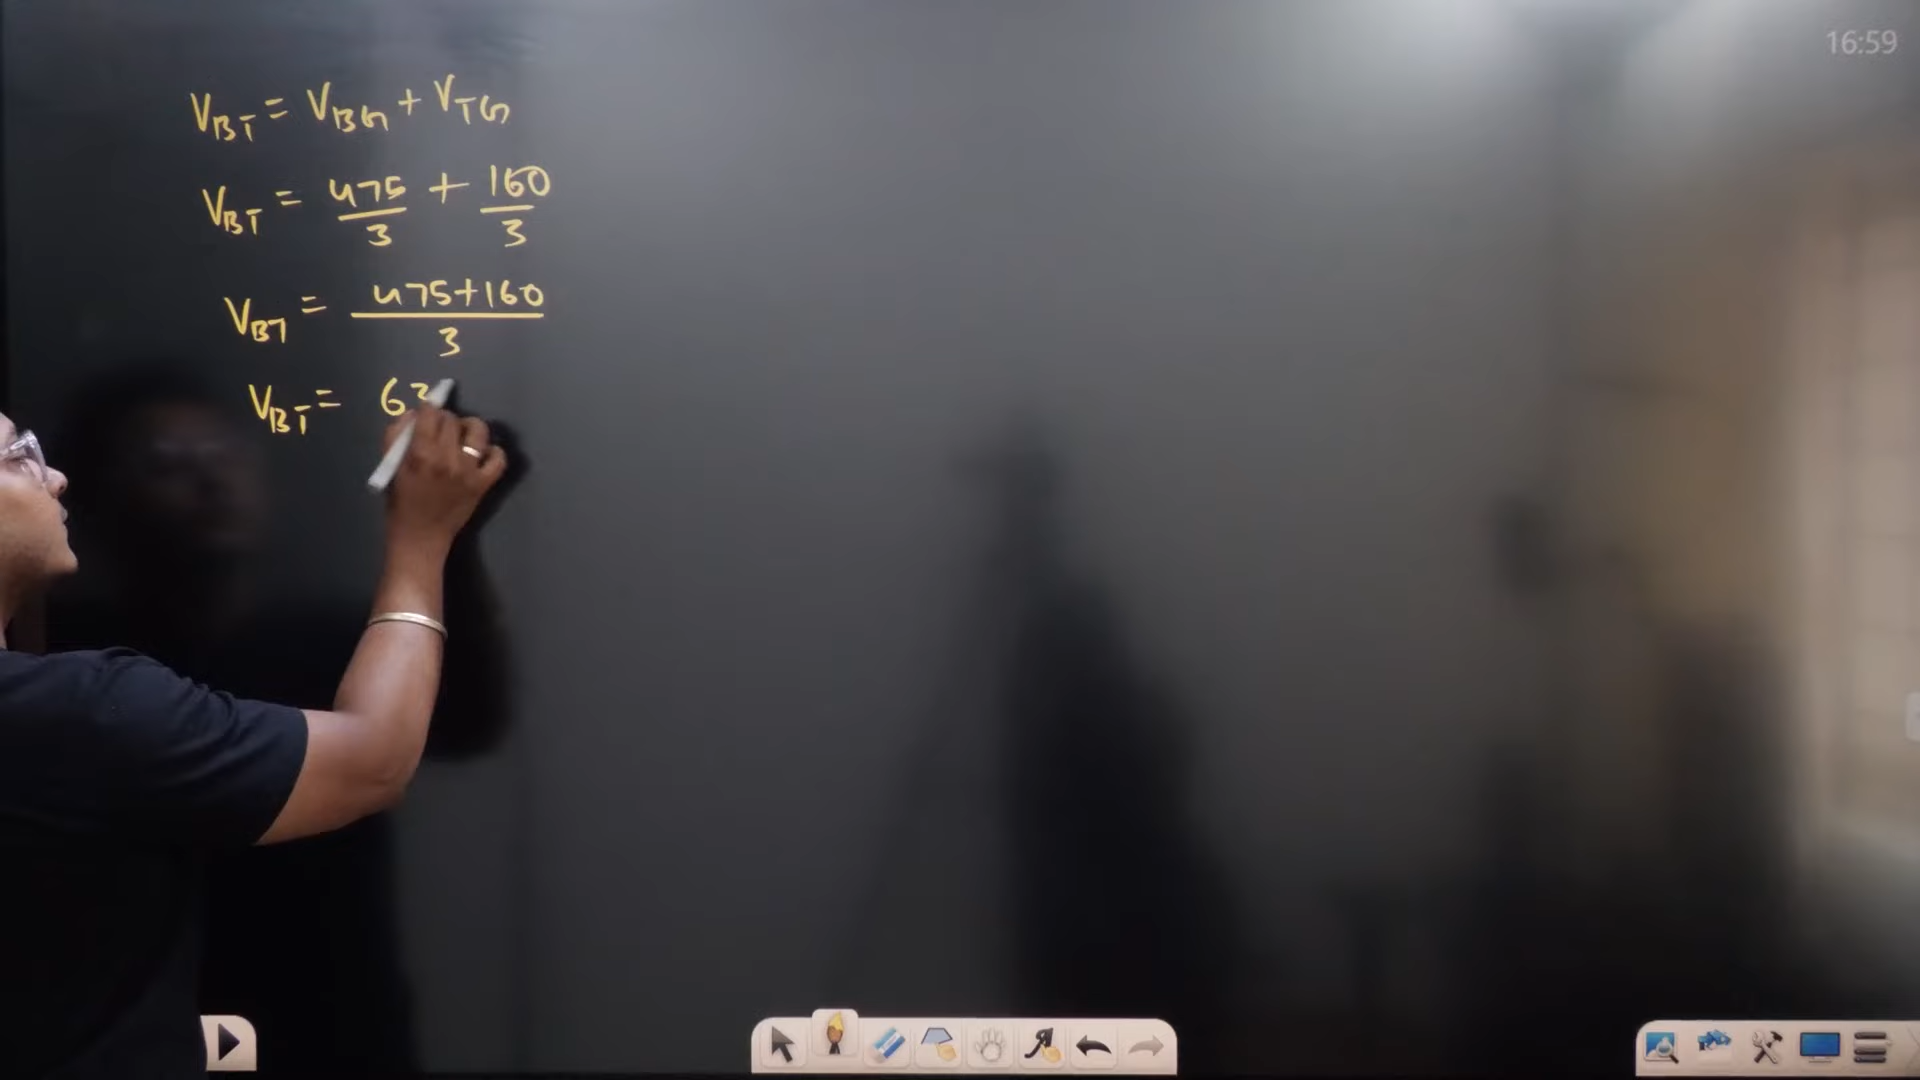 16:59
V_BT = V_BG + V_TG
V_BT = 475/3 + 160/3
V_BT = 475+160/3
V_BT = 63